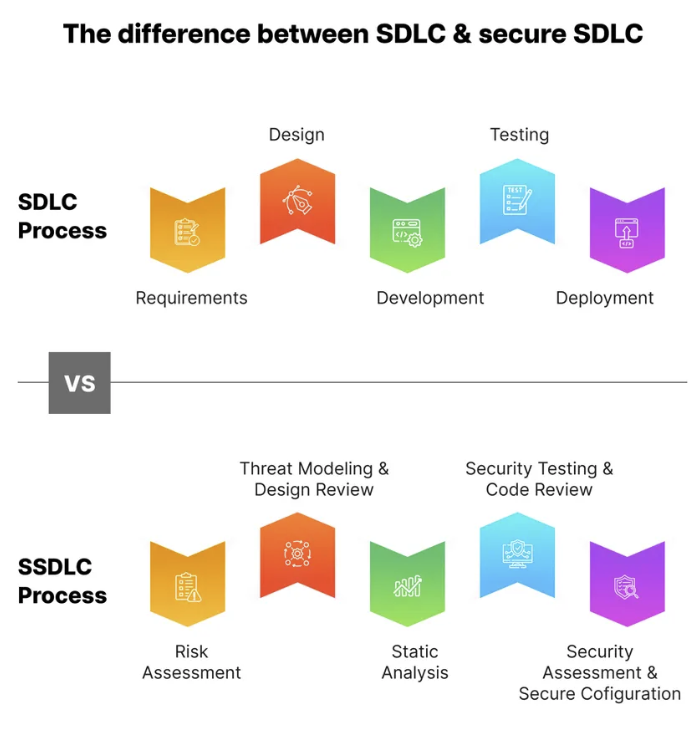 The difference between SDLC & secure SDLC
Design
Testing
SDLC
Process
TEST
Requirements
Development
Deployment
VS
Threat Modeling &
Design Review
Security Testing &
Code Review
SSDLC
Process
Risk
Assessment
Static
Analysis
Security
Assessment &
Secure Cofiguration